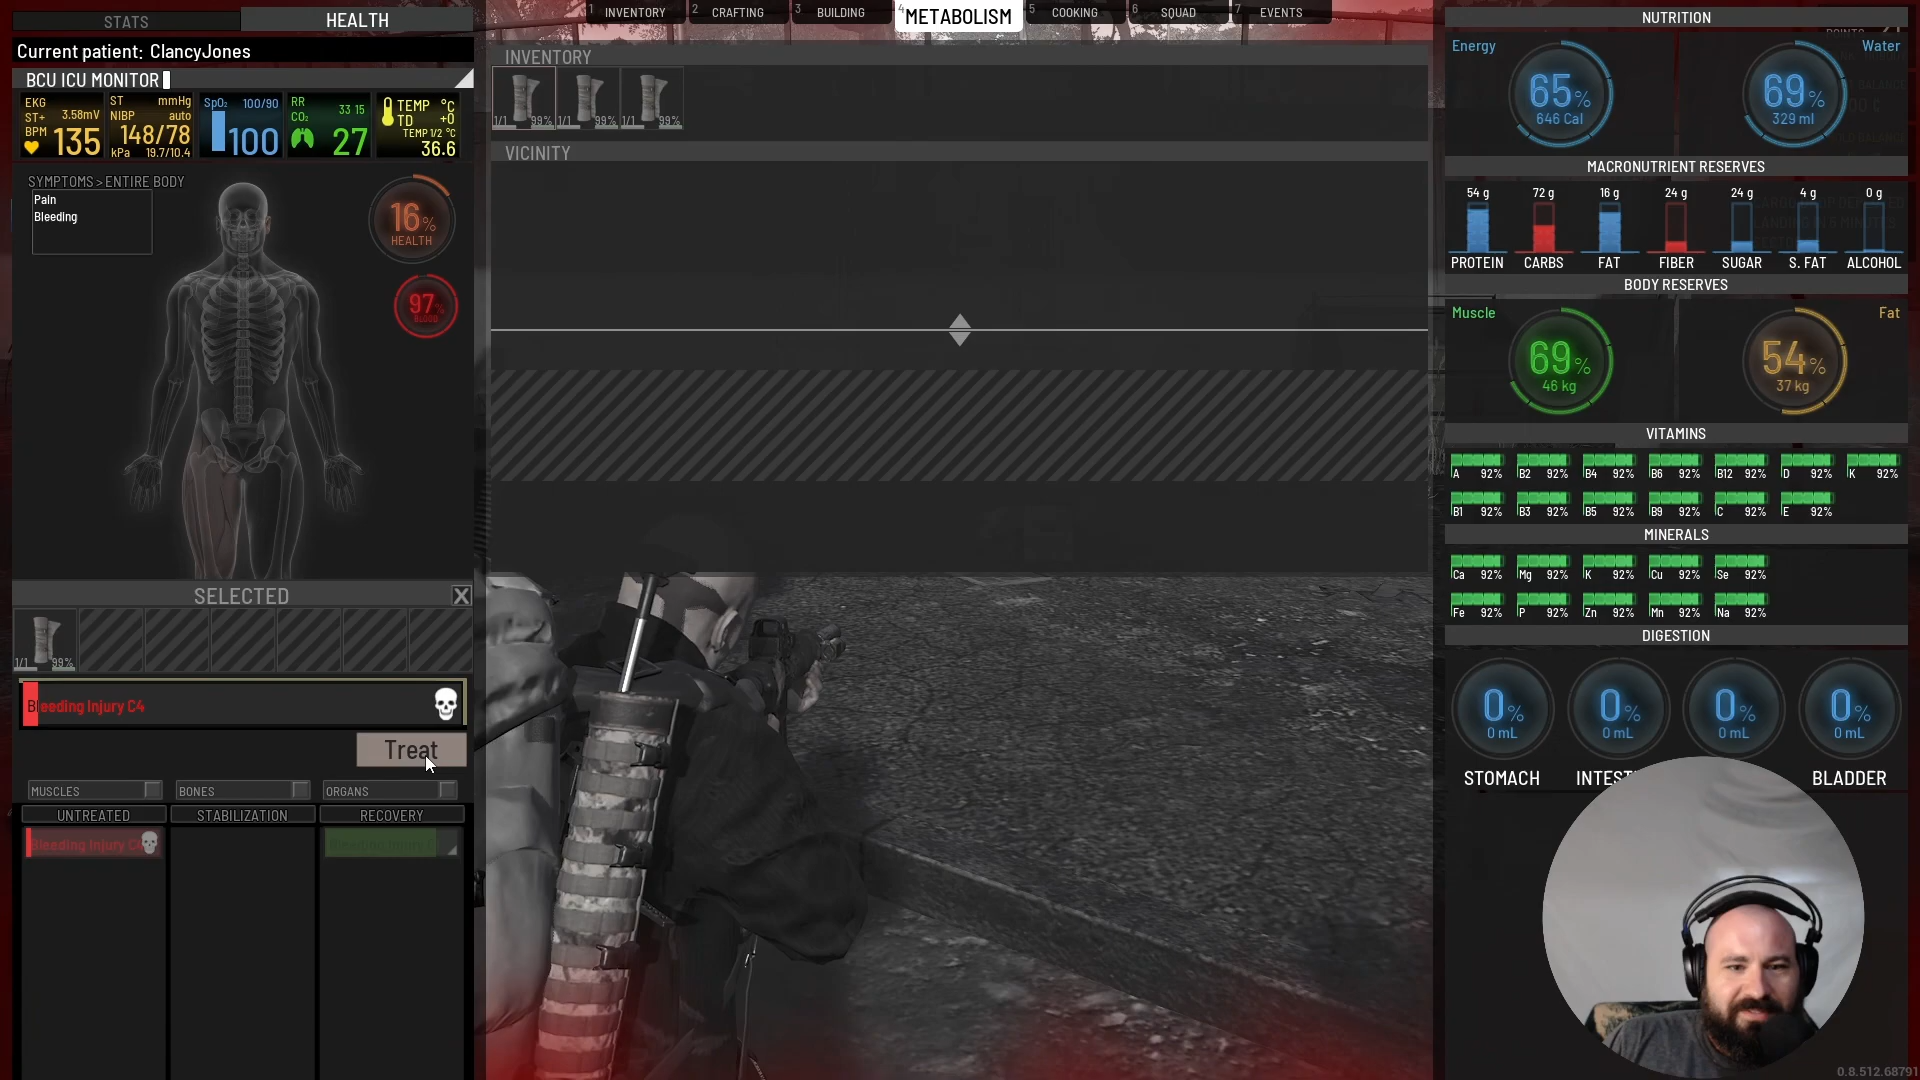 STATS
HEALTH
1 INVENTORY
2 CRAFTING
3 BUILDING
4 METABOLISM
5 COOKING
6 SQUAD
7 EVENTS
Current patient: ClancyJones
BCU ICU MONITOR
EKG
ST+ 3.58mV
BPM 135
ST mmHg
NIBP auto
148/78
kPa 19.7/10.4
SpO₂ 100/90
100
RR 33 15
CO₂
27
TEMP °C
TD +0
TEMP 1/2 °C
36.6
SYMPTOMS > ENTIRE BODY
Pain
Bleeding
16%
HEALTH
97%
BLOOD
SELECTED
X
1/1 99%
Bleeding Injury C4
Treat
MUSCLES
BONES
ORGANS
UNTREATED
STABILIZATION
RECOVERY
Bleeding Injury C4
INVENTORY
1/1 99% 1/1 99% 1/1 99%
VICINITY
NUTRITION
Energy
65%
646 Cal
Water
69%
329 ml
MACRONUTRIENT RESERVES
54 g 72 g 16 g 24 g 24 g 4 g 0 g
PROTEIN CARBS FAT FIBER SUGAR S. FAT ALCOHOL
BODY RESERVES
Muscle
69%
46 kg
Fat
54%
37 kg
VITAMINS
A 92% B2 92% B4 92% B6 92% B12 92% D 92% K 92%
B1 92% B3 92% B5 92% B9 92% C 92% E 92%
MINERALS
Ca 92% Mg 92% K 92% Cu 92% Se 92%
Fe 92% P 92% Zn 92% Mn 92% Na 92%
DIGESTION
0% 0% 0% 0%
0 mL 0 mL 0 mL 0 mL
STOMACH
BLADDER
0.8.512.68791